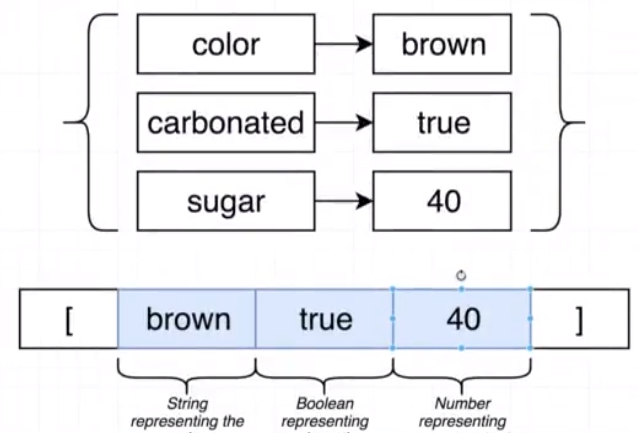 color brown
carbonated true
sugar 40
[ brown true 40 ]
String Boolean Number
representing the representing representing